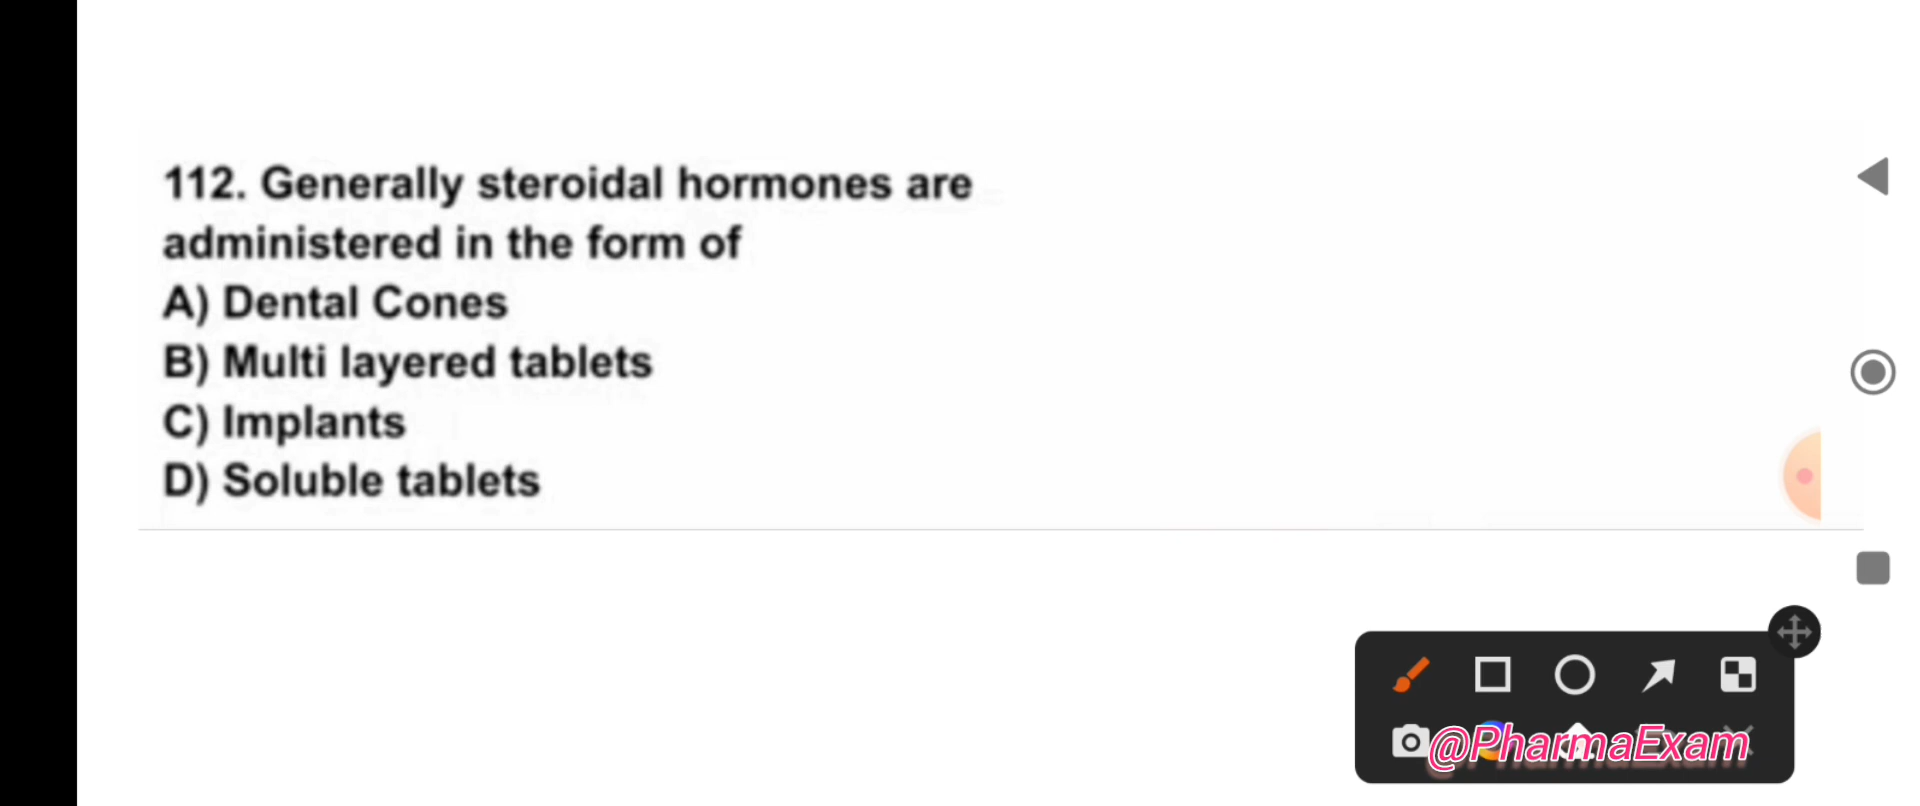 112. Generally steroidal hormones are
administered in the form of
A) Dental Cones
B) Multi layered tablets
C) Implants
D) Soluble tablets
@PharmaExam